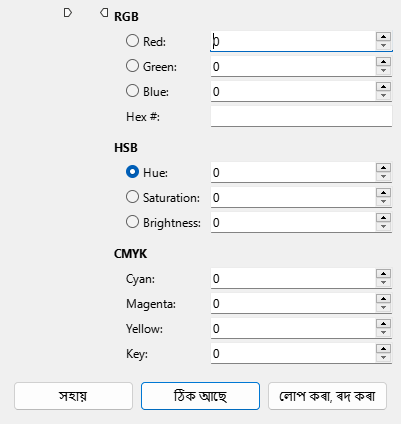 RGB
Red: 0
Green: 0
Blue: 0
Hex #:
HSB
Hue: 0
Saturation: 0
Brightness: 0
CMYK
Cyan: 0
Magenta: 0
Yellow: 0
Key: 0
সহায় ঠিক আছে লোপ কৰা, ৰদ কৰা